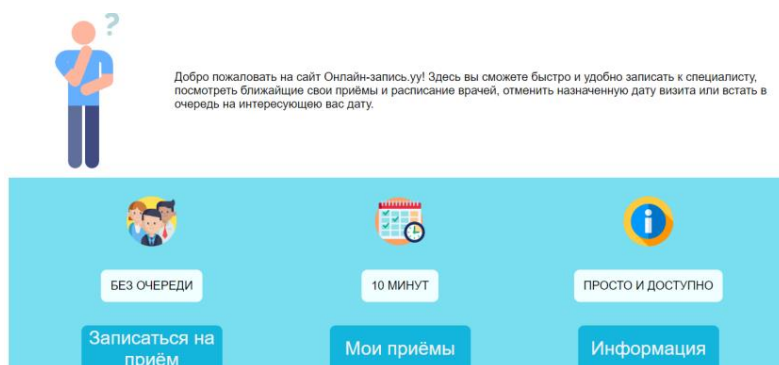 ?
Добро пожаловать на сайт Онлайн-запись.уу! Здесь вы сможете быстро и удобно записать к специалисту,
посмотреть ближайщие свои приёмы и расписание врачей, отменить назначенную дату визита или встать в
очередь на интересующею вас дату.
БЕЗ ОЧЕРЕДИ
10 МИНУТ
ПРОСТО И ДОСТУПНО
Записаться на
приём
Мои приёмы
Информация